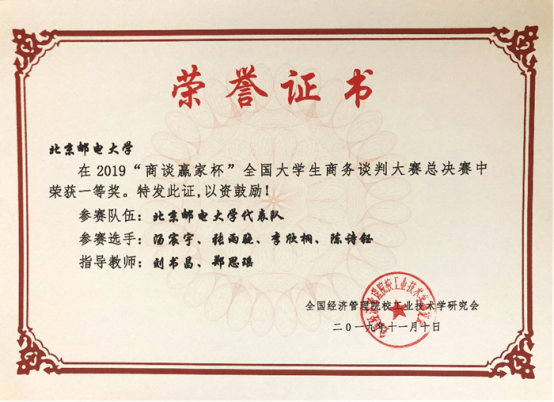 荣誉证书
北京邮电大学
在2019“商谈赢家杯”全国大学生商务谈判大赛总决赛中
荣获一等奖。特发此证,以资鼓励!
参赛队伍:北京邮电大学代表队
参赛选手:汤宸宇、张雨晓、李欣桐、陈诗钰
指导教师:刘书昌、郑思瑶
全国经济管理院校工业技术学研究会
二〇一九年十一月十日